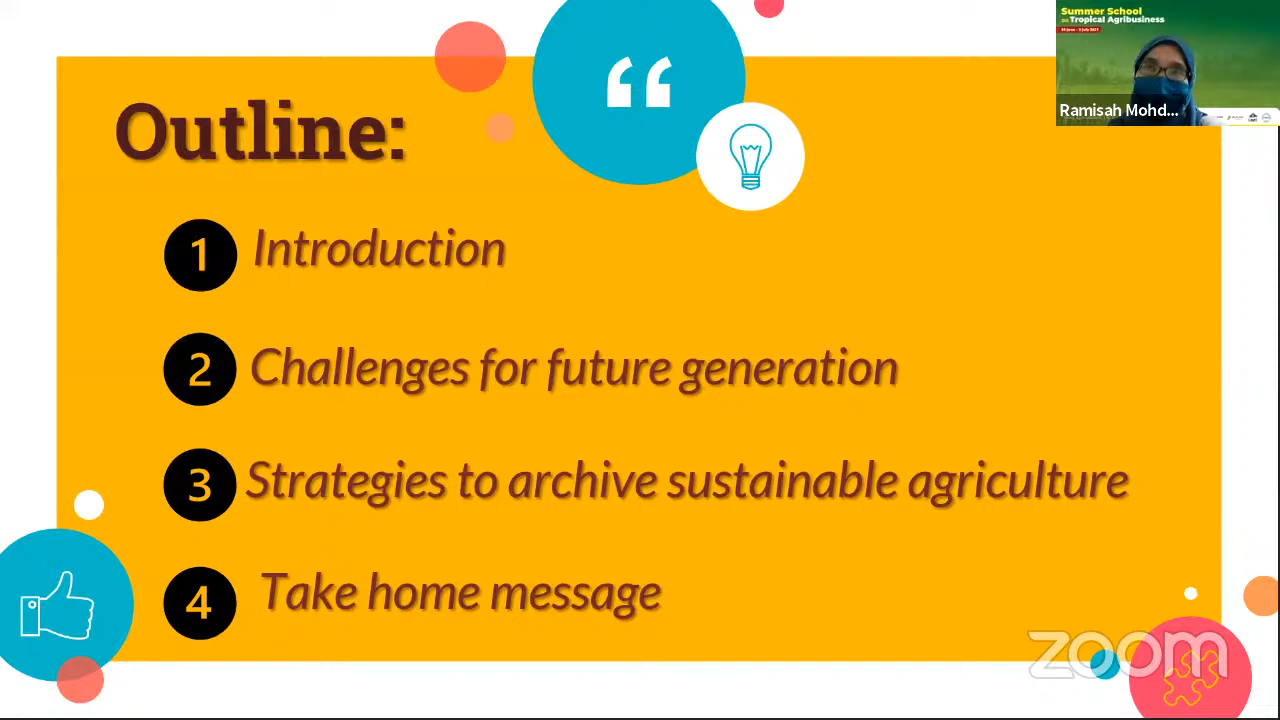 Outline:
1 Introduction
2 Challenges for future generation
3 Strategies to archive sustainable agriculture
4 Take home message
Summer School
on Tropical Agribusiness
Ramisah Mohd...
zoom